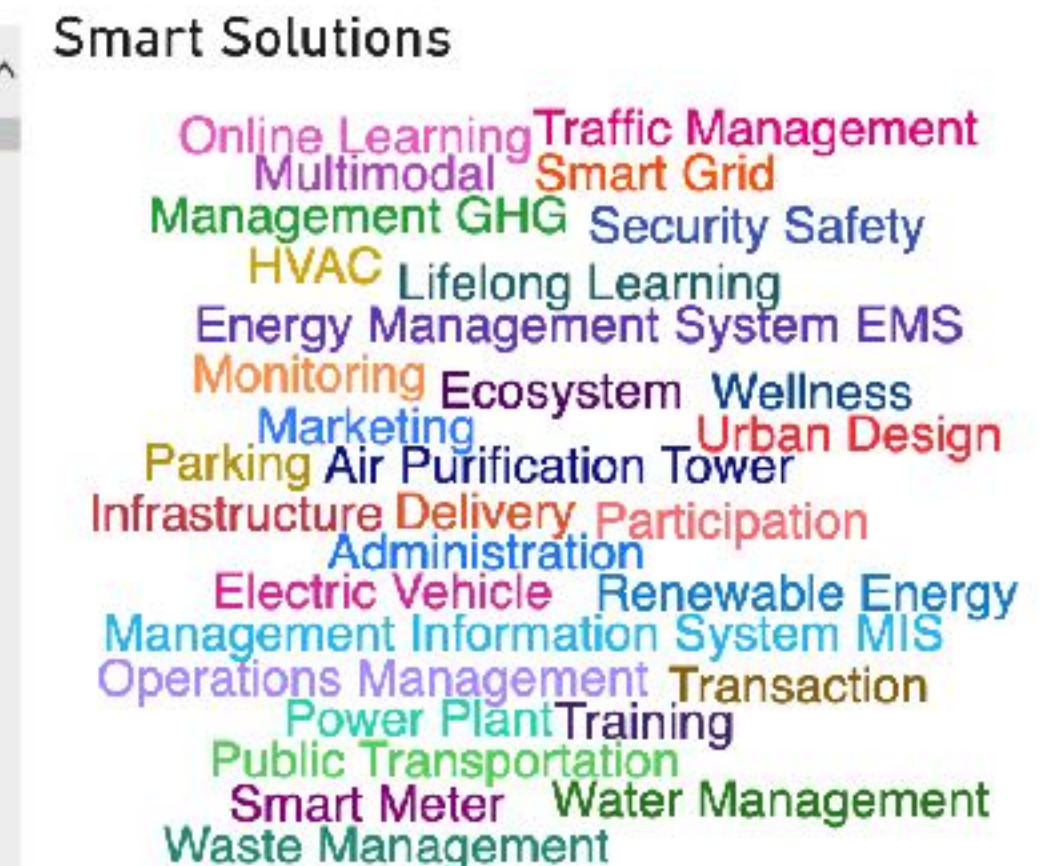 Smart Solutions
Online Learning Traffic Management
Multimodal Smart Grid
Management GHG Security Safety
HVAC Lifelong Learning
Energy Management System EMS
Monitoring Ecosystem Wellness
Marketing Urban Design
Parking Air Purification Tower
Infrastructure Delivery Participation
Administration
Electric Vehicle Renewable Energy
Management Information System MIS
Operations Management Transaction
Power Plant Training
Public Transportation
Smart Meter Water Management
Waste Management